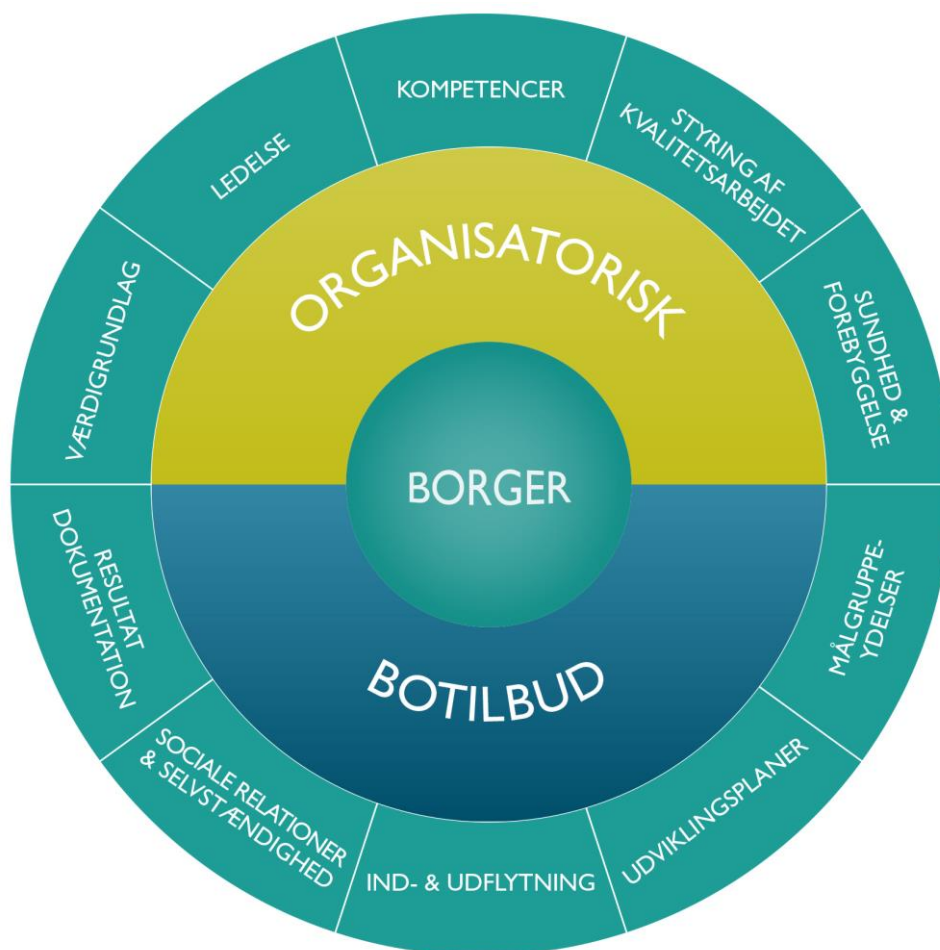 KOMPETENCER
STYRING AF
KVALITETSARBEJDET
SUNDHED &
FOREBYGGELSE
MÅLGRUPPE-
YDELSER
UDVIKLINGSPLANER
IND- & UDFLYTNING
SOCIALE RELATIONER
& SELVSTÆNDIGHED
RESULTAT
DOKUMENTATION
VÆRDIGRUNDLAG
LEDELSE
ORGANISATORISK
BORGER
BOTILBUD